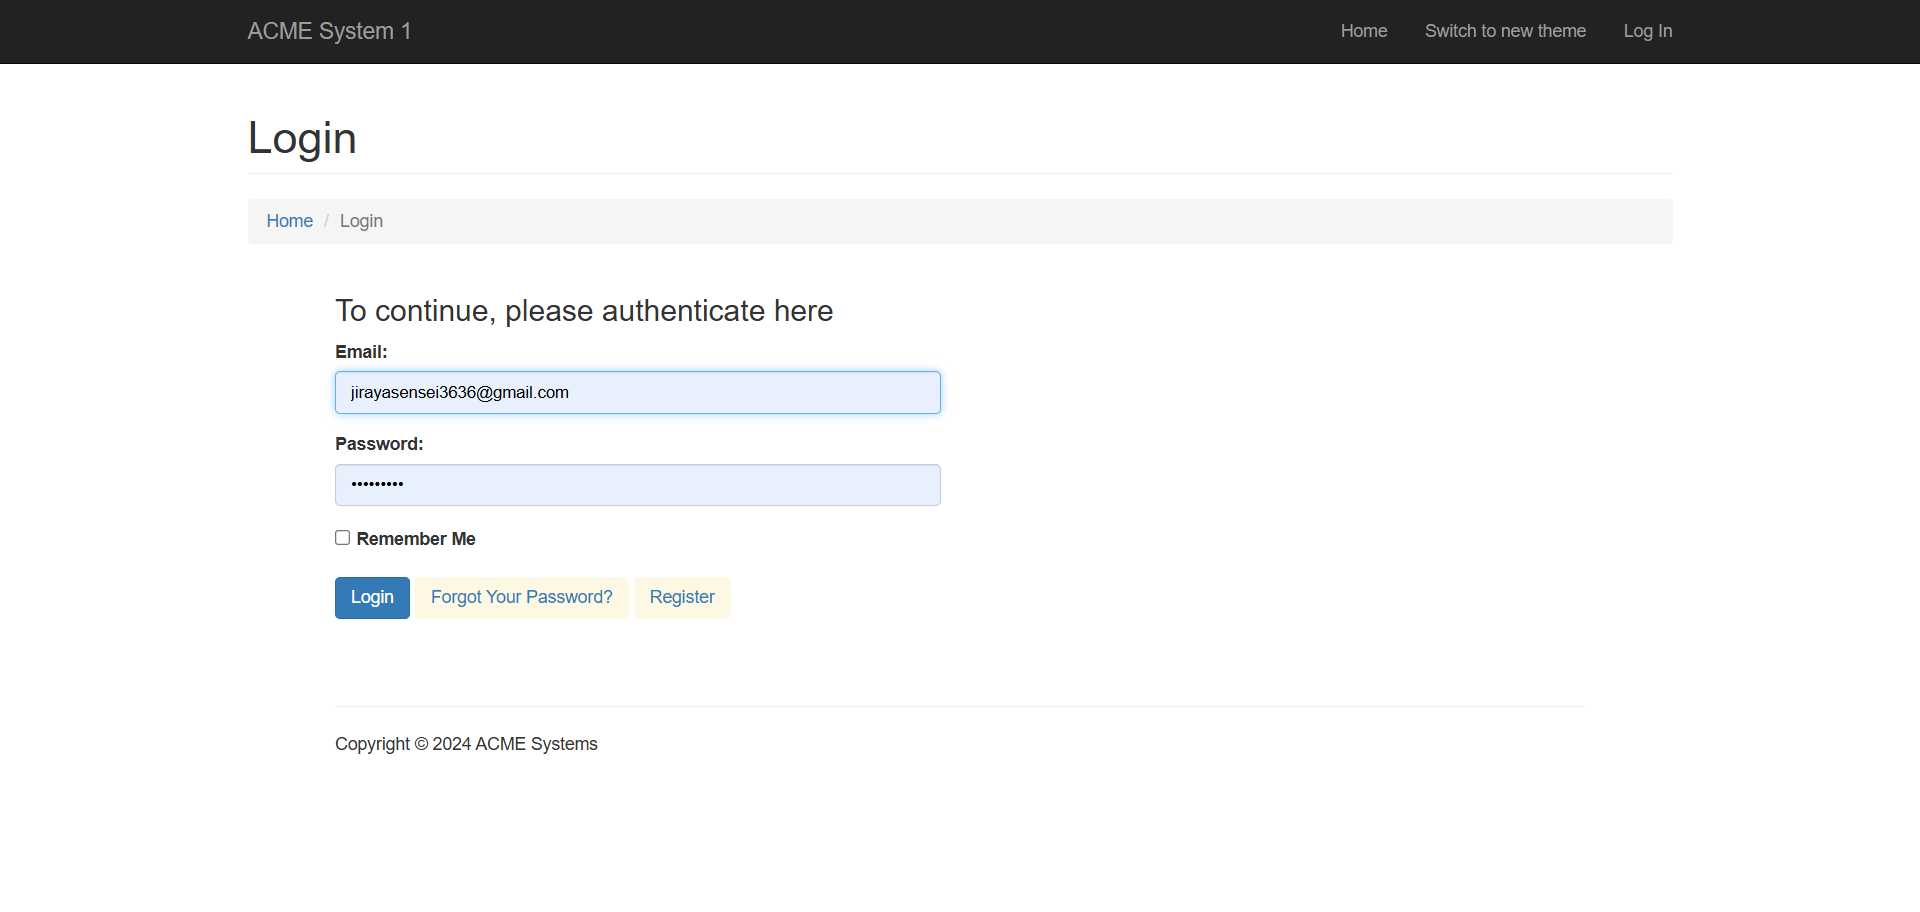 ACME System 1 Home Switch to new theme Log In
Login
Home / Login
To continue, please authenticate here
Email:
jirayasensei3636@gmail.com
Password:
•••••••••
Remember Me
Login Forgot Your Password? Register
Copyright © 2024 ACME Systems